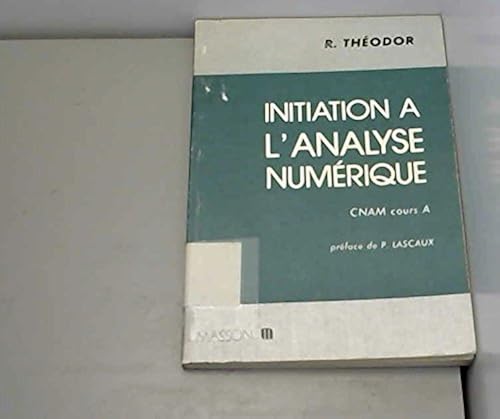 R. THÉODOR
INITIATION A
L'ANALYSE
NUMÉRIQUE
CNAM cours A
préface de P. LASCAUX
MASSON